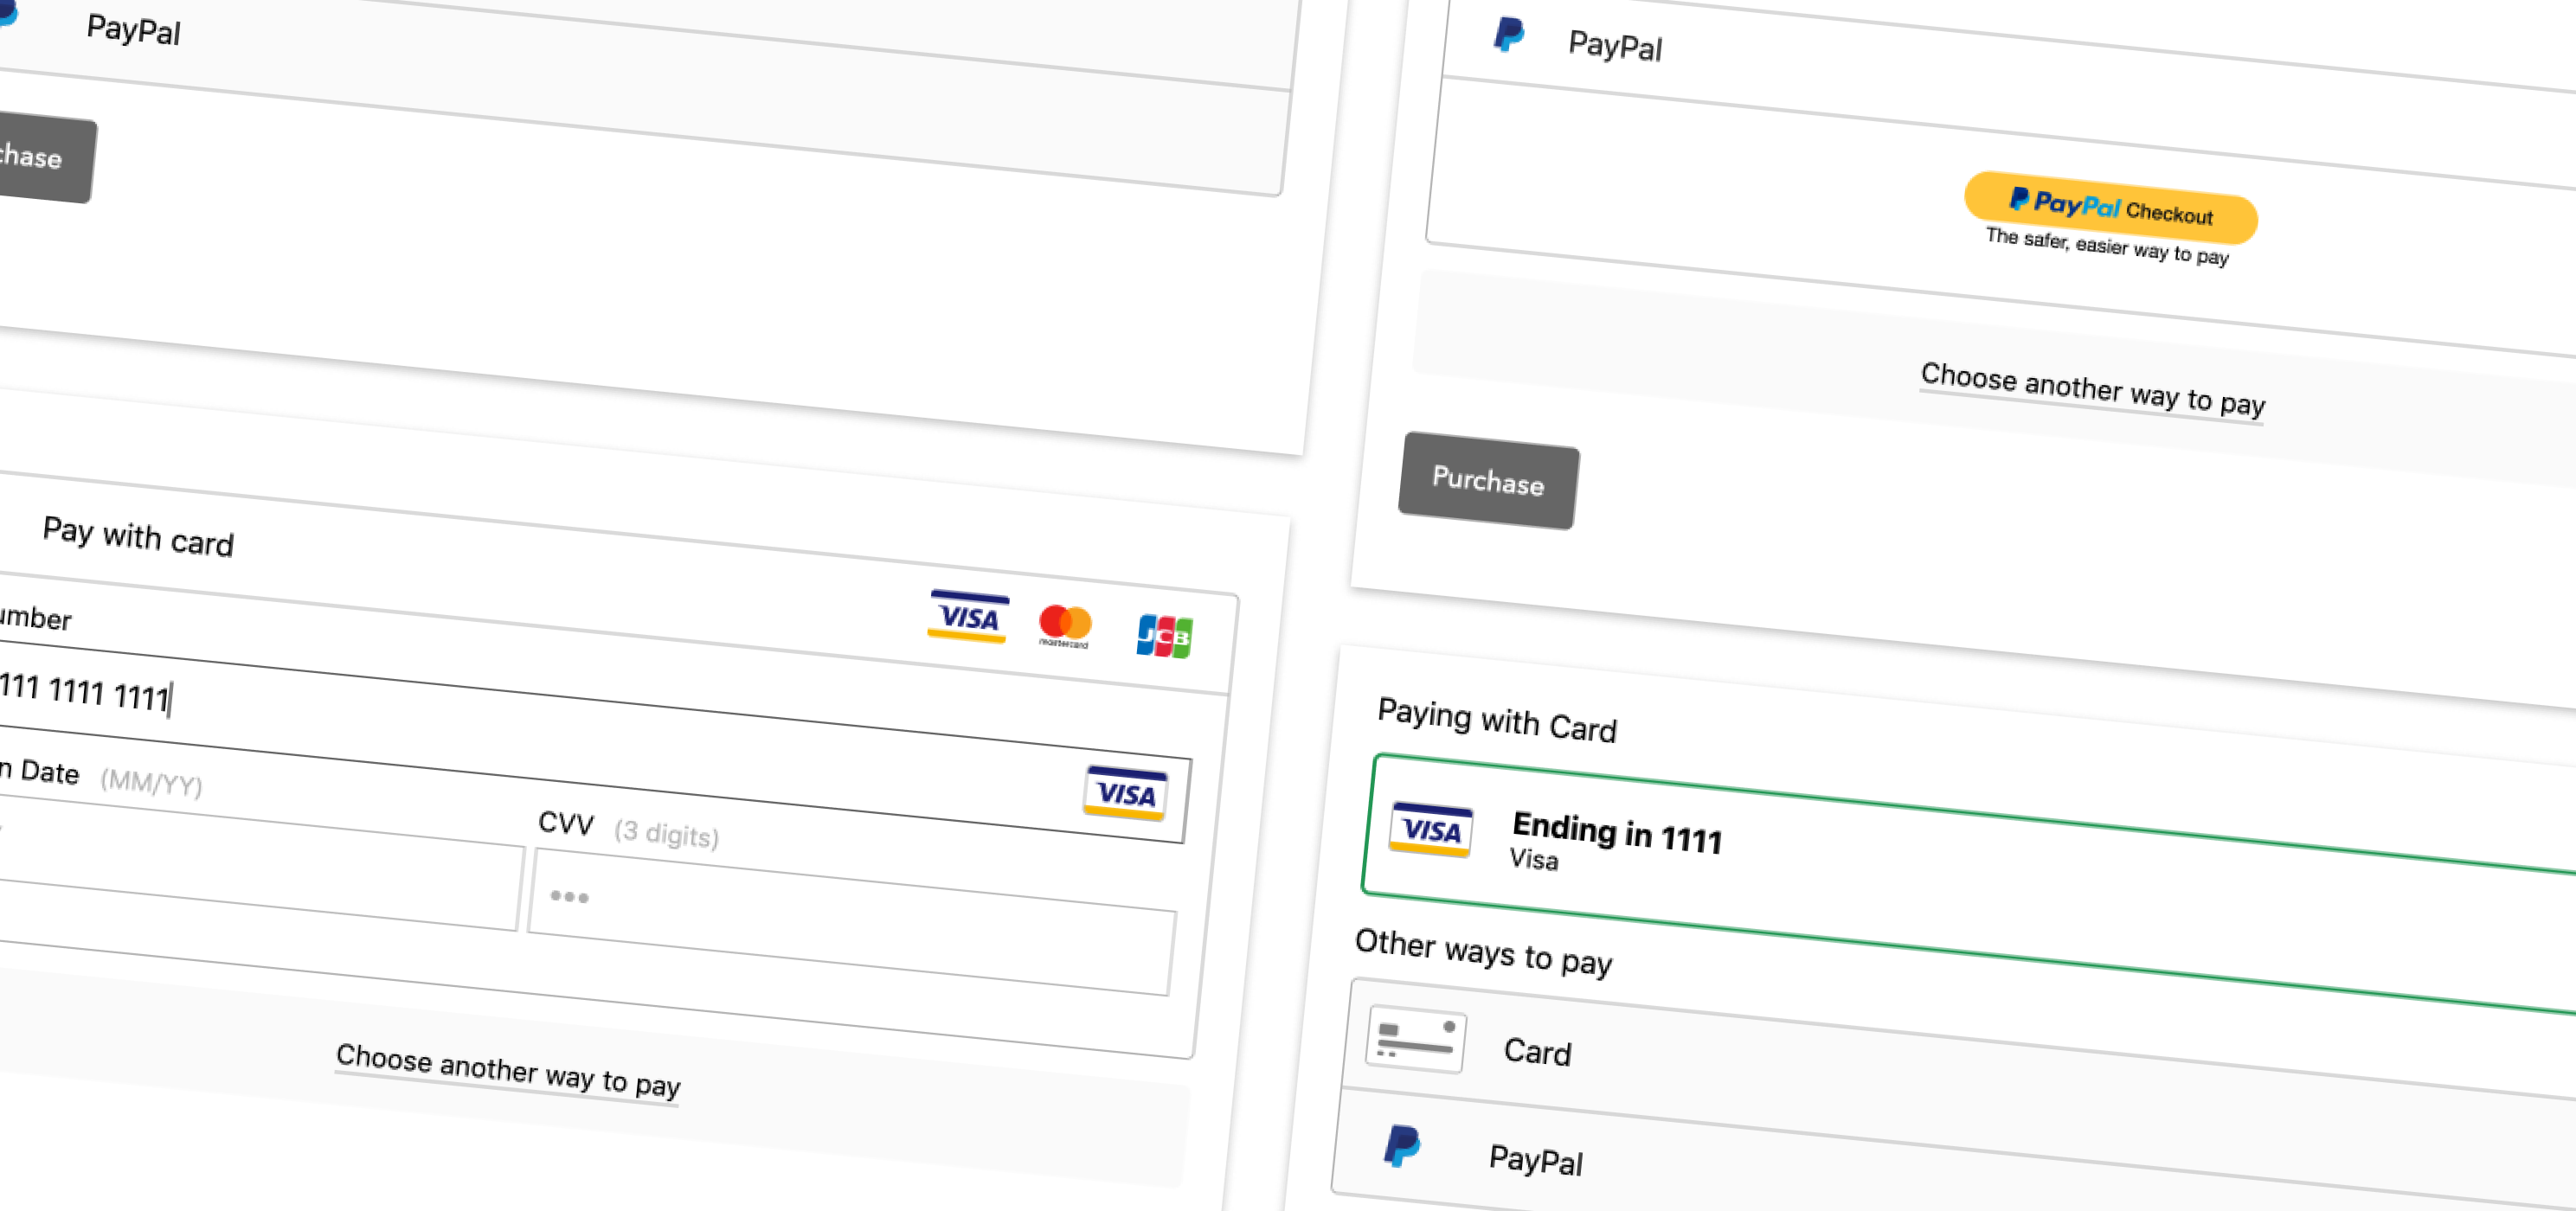 PayPal
chase
Pay with card
VISA
mastercard
JCB
umber
111 1111 1111
VISA
n Date (MM/YY)
CVV (3 digits)
Choose another way to pay
PayPal
PayPal Checkout
The safer, easier way to pay
Choose another way to pay
Purchase
Paying with Card
VISA
Ending in 1111
Visa
Other ways to pay
Card
PayPal